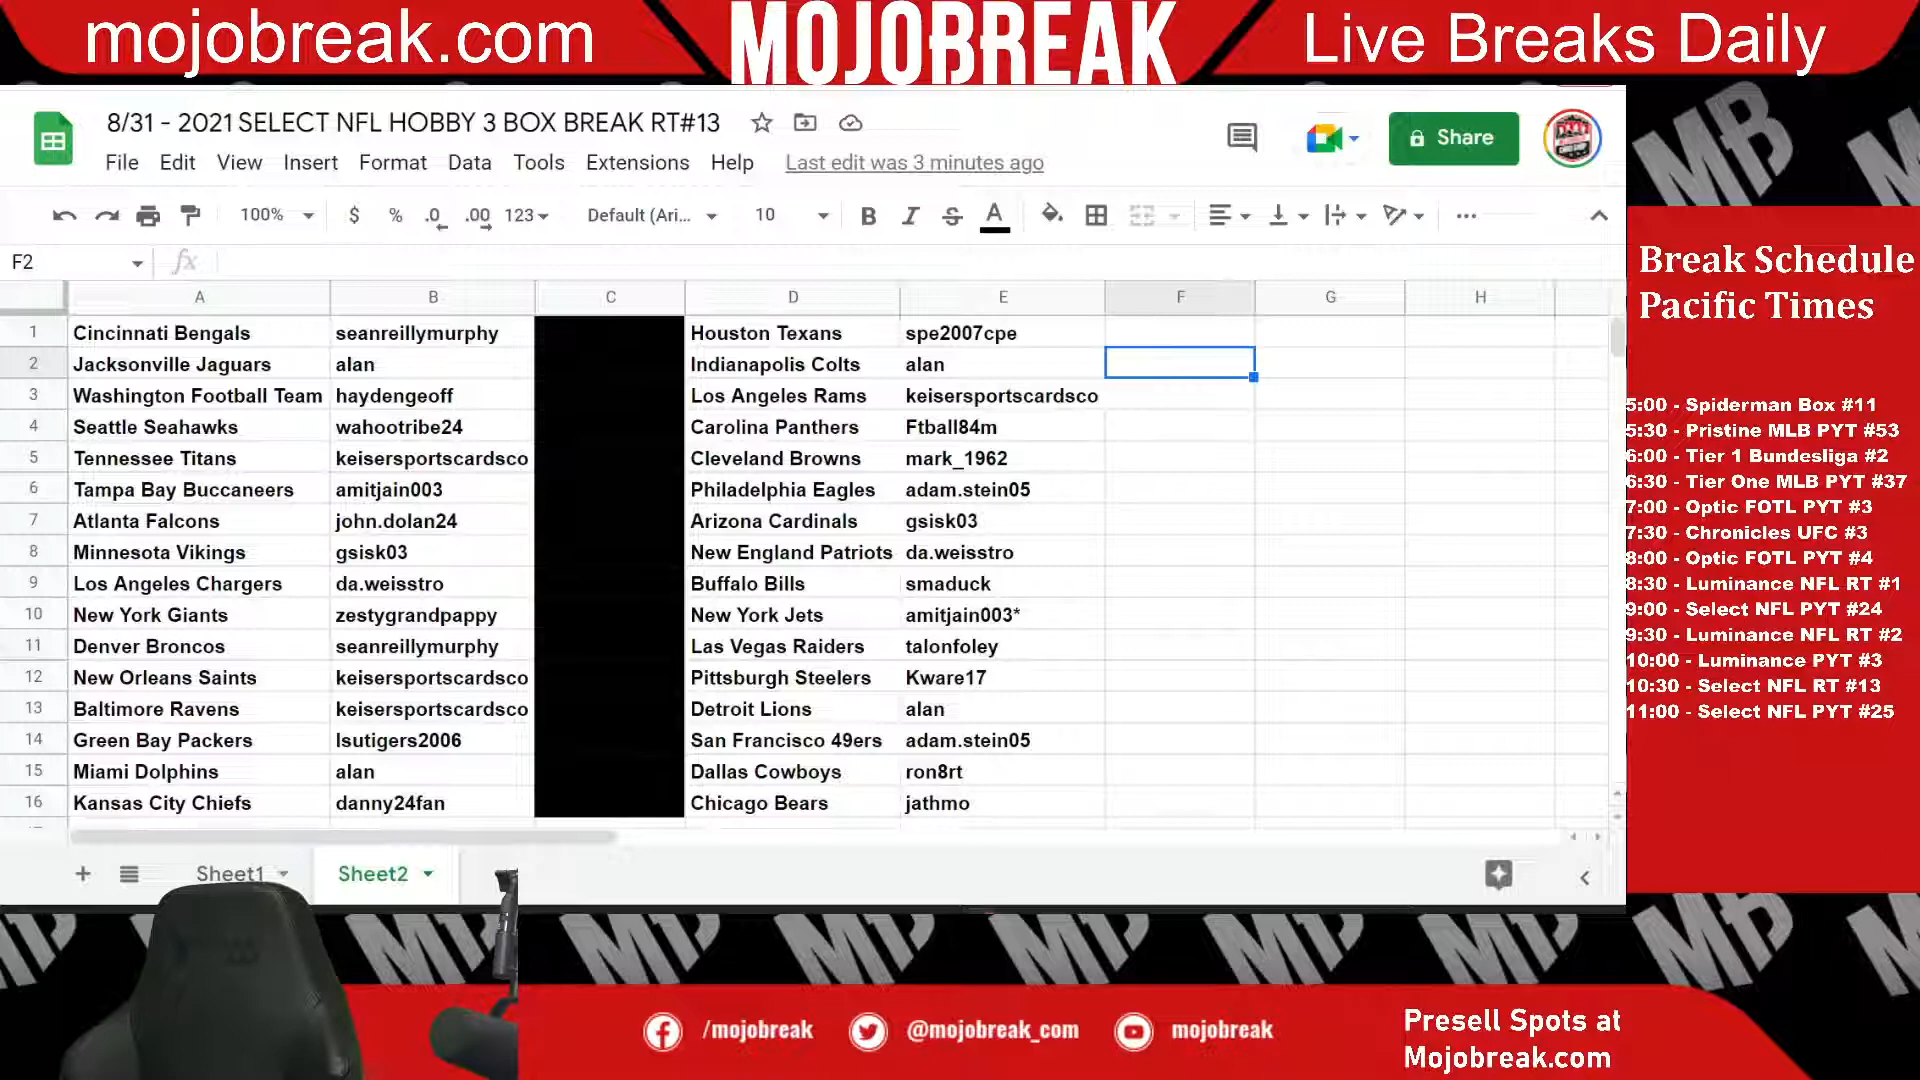 mojobreak.com
MOJOBREAK
Live Breaks Daily
8/31 - 2021 SELECT NFL HOBBY 3 BOX BREAK RT#13
Share
File Edit View Insert Format Data Tools Extensions Help Last edit was 3 minutes ago
100% $ % .0 .00 123 Default (Ari... 10 B I S A
F2 fx
A B C D E F G H
1 Cincinnati Bengals seanreillymurphy Houston Texans spe2007cpe
2 Jacksonville Jaguars alan Indianapolis Colts alan
3 Washington Football Team haydengeoff Los Angeles Rams keisersportscardsco
4 Seattle Seahawks wahootribe24 Carolina Panthers Ftball84m
5 Tennessee Titans keisersportscardsco Cleveland Browns mark_1962
6 Tampa Bay Buccaneers amitjain003 Philadelphia Eagles adam.stein05
7 Atlanta Falcons john.dolan24 Arizona Cardinals gsisk03
8 Minnesota Vikings gsisk03 New England Patriots da.weisstro
9 Los Angeles Chargers da.weisstro Buffalo Bills smaduck
10 New York Giants zestygrandpappy New York Jets amitjain003*
11 Denver Broncos seanreillymurphy Las Vegas Raiders talonfoley
12 New Orleans Saints keisersportscardsco Pittsburgh Steelers Kware17
13 Baltimore Ravens keisersportscardsco Detroit Lions alan
14 Green Bay Packers lsutigers2006 San Francisco 49ers adam.stein05
15 Miami Dolphins alan Dallas Cowboys ron8rt
16 Kansas City Chiefs danny24fan Chicago Bears jathmo
Sheet1 Sheet2
Break Schedule
Pacific Times
5:00 - Spiderman Box #11
5:30 - Pristine MLB PYT #53
6:00 - Tier 1 Bundesliga #2
6:30 - Tier One MLB PYT #37
7:00 - Optic FOTL PYT #3
7:30 - Chronicles UFC #3
8:00 - Optic FOTL PYT #4
8:30 - Luminance NFL RT #1
9:00 - Select NFL PYT #24
9:30 - Luminance NFL RT #2
10:00 - Luminance PYT #3
10:30 - Select NFL RT #13
11:00 - Select NFL PYT #25
/mojobreak
@mojobreak_com
mojobreak
Presell Spots at
Mojobreak.com